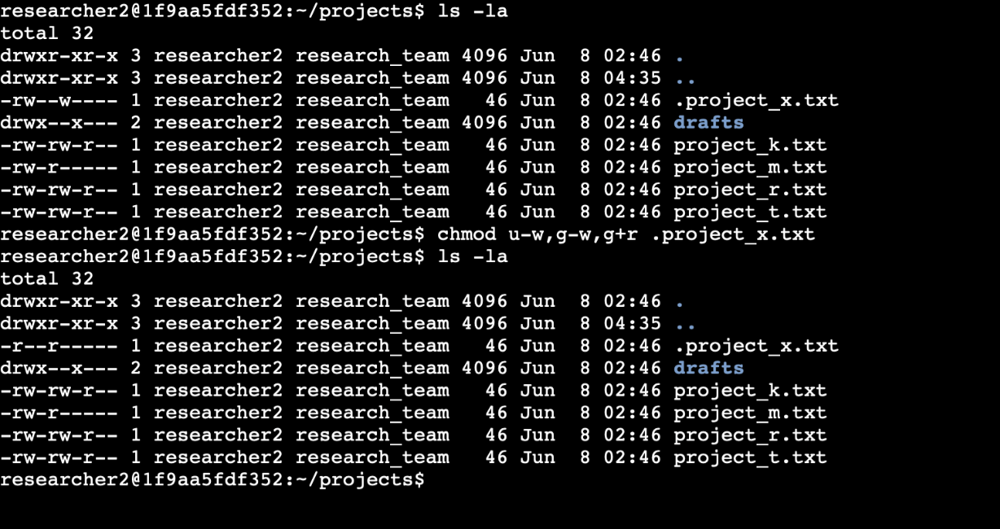 researcher2@1f9aa5fdf352:~/projects$ ls -la
total 32
drwxr-xr-x 3 researcher2 research_team 4096 Jun  8 02:46 .
drwxr-xr-x 3 researcher2 research_team 4096 Jun  8 04:35 ..
-rw--w---- 1 researcher2 research_team   46 Jun  8 02:46 .project_x.txt
drwx--x--- 2 researcher2 research_team 4096 Jun  8 02:46 drafts
-rw-rw-r-- 1 researcher2 research_team   46 Jun  8 02:46 project_k.txt
-rw-r----- 1 researcher2 research_team   46 Jun  8 02:46 project_m.txt
-rw-rw-r-- 1 researcher2 research_team   46 Jun  8 02:46 project_r.txt
-rw-rw-r-- 1 researcher2 research_team   46 Jun  8 02:46 project_t.txt
researcher2@1f9aa5fdf352:~/projects$ chmod u-w,g-w,g+r .project_x.txt
researcher2@1f9aa5fdf352:~/projects$ ls -la
total 32
drwxr-xr-x 3 researcher2 research_team 4096 Jun  8 02:46 .
drwxr-xr-x 3 researcher2 research_team 4096 Jun  8 04:35 ..
-r--r----- 1 researcher2 research_team   46 Jun  8 02:46 .project_x.txt
drwx--x--- 2 researcher2 research_team 4096 Jun  8 02:46 drafts
-rw-rw-r-- 1 researcher2 research_team   46 Jun  8 02:46 project_k.txt
-rw-r----- 1 researcher2 research_team   46 Jun  8 02:46 project_m.txt
-rw-rw-r-- 1 researcher2 research_team   46 Jun  8 02:46 project_r.txt
-rw-rw-r-- 1 researcher2 research_team   46 Jun  8 02:46 project_t.txt
researcher2@1f9aa5fdf352:~/projects$